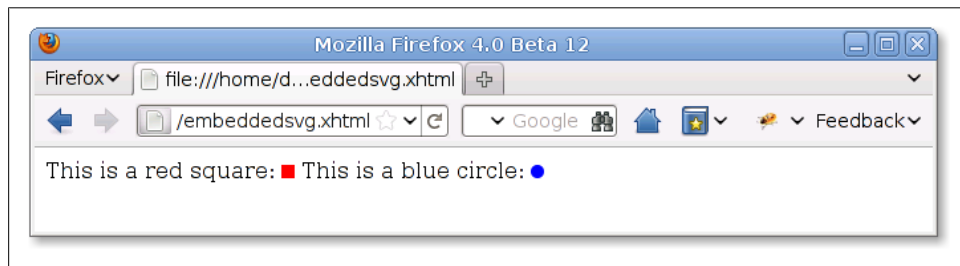 Mozilla Firefox 4.0 Beta 12
Firefox file:///home/d...eddedsvg.xhtml
/embeddedsvg.xhtml Google Feedback
This is a red square: This is a blue circle: